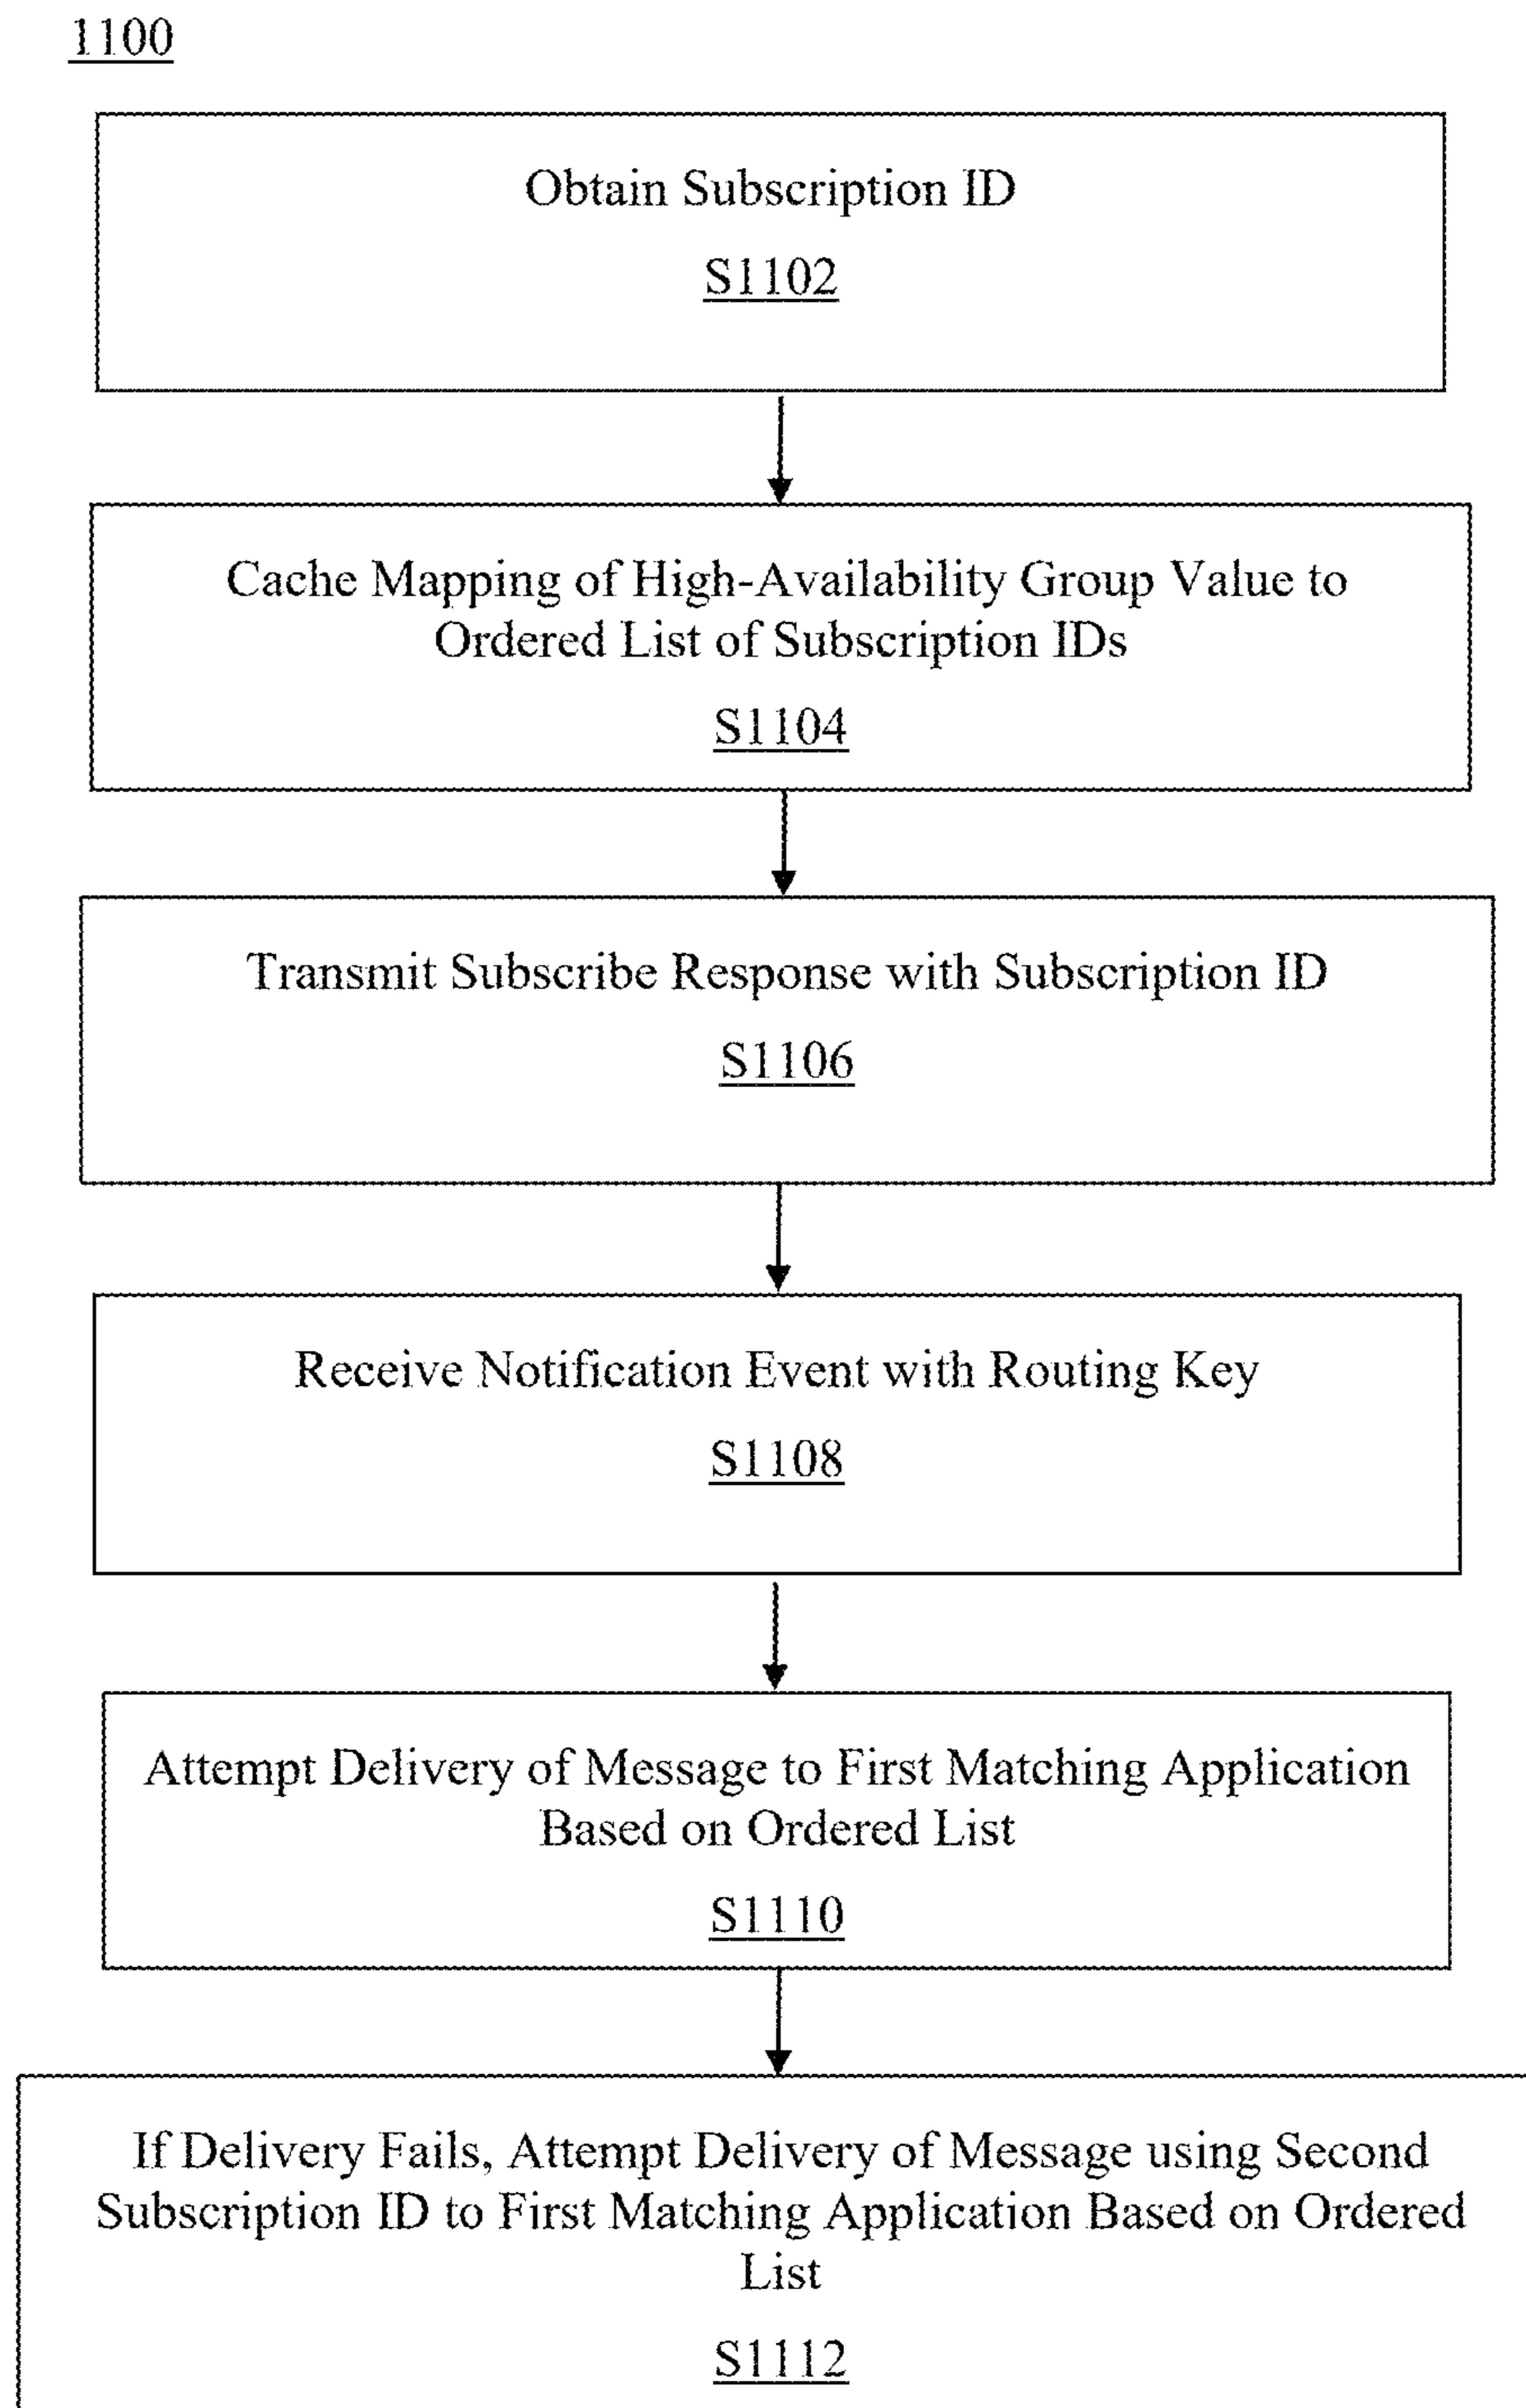 1100
Obtain Subscription ID
S1102
Cache Mapping of High-Availability Group Value to
Ordered List of Subscription IDs
S1104
Transmit Subscribe Response with Subscription ID
S1106
Receive Notification Event with Routing Key
S1108
Attempt Delivery of Message to First Matching Application
Based on Ordered List
S1110
If Delivery Fails, Attempt Delivery of Message using Second
Subscription ID to First Matching Application Based on Ordered
List
S1112